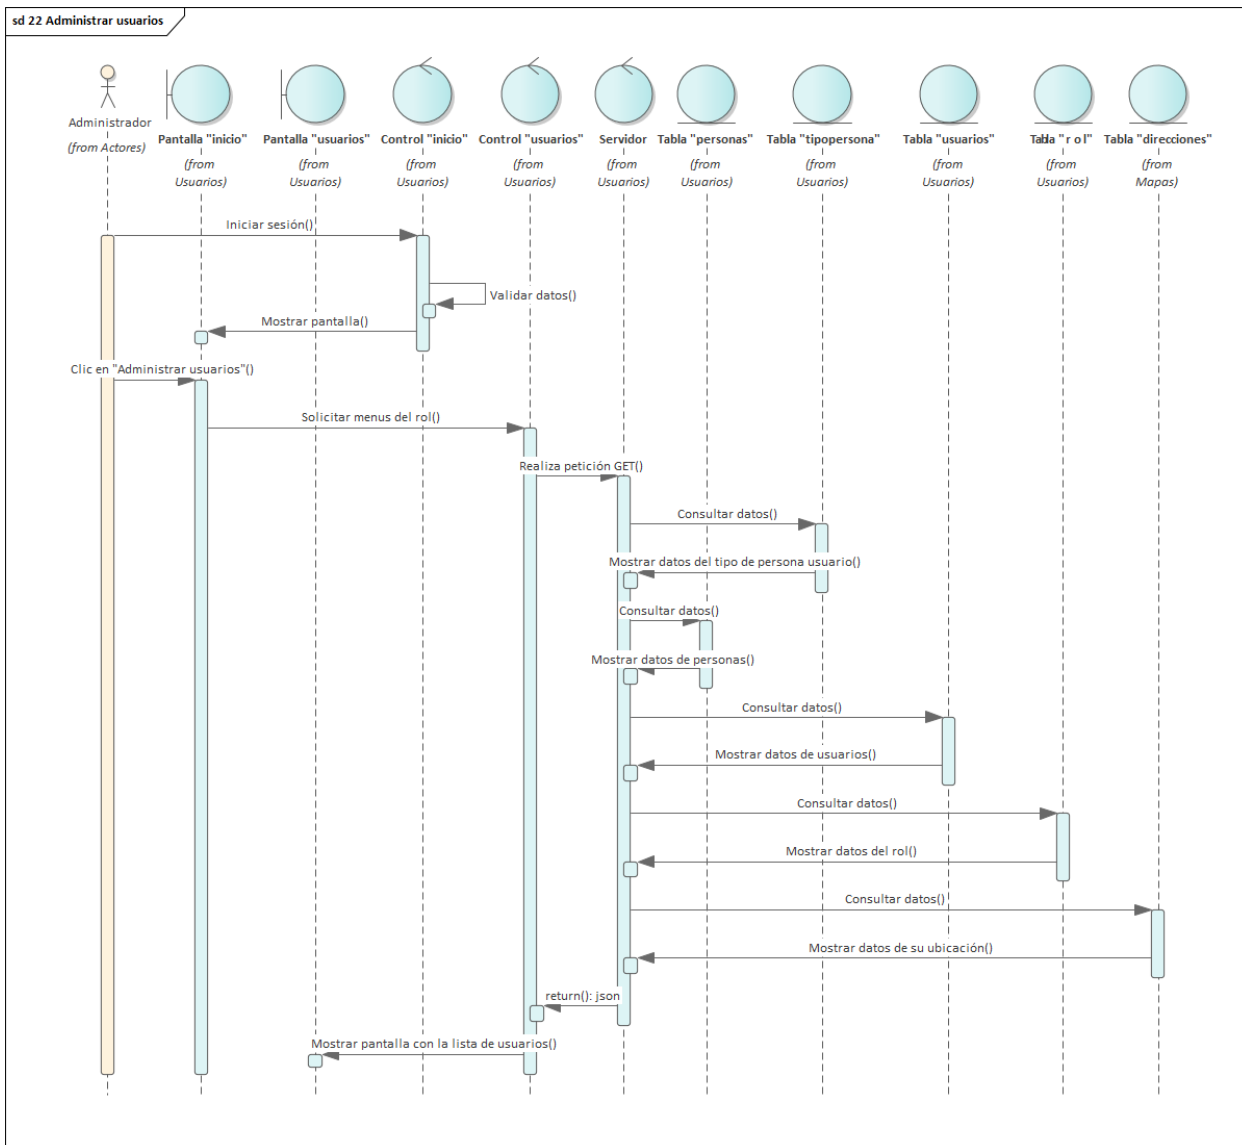 sd 22 Administrar usuarios
Administrador
(from Actores)
Pantalla "inicio"
(from
Usuarios)
Pantalla "usuarios"
(from
Usuarios)
Control "inicio"
(from
Usuarios)
Control "usuarios"
(from
Usuarios)
Servidor
(from
Usuarios)
Tabla "personas"
(from
Usuarios)
Tabla "tipopersona"
(from
Usuarios)
Tabla "usuarios"
(from
Usuarios)
Tabla "r o l"
(from
Usuarios)
Tabla "direcciones"
(from
Mapas)
Iniciar sesión()
Validar datos()
Mostrar pantalla()
Clic en "Administrar usuarios"()
Solicitar menus del rol()
Realiza petición GET()
Consultar datos()
Mostrar datos del tipo de persona usuario()
Consultar datos()
Mostrar datos de personas()
Consultar datos()
Mostrar datos de usuarios()
Consultar datos()
Mostrar datos del rol()
Consultar datos()
Mostrar datos de su ubicación()
return(): json
Mostrar pantalla con la lista de usuarios()